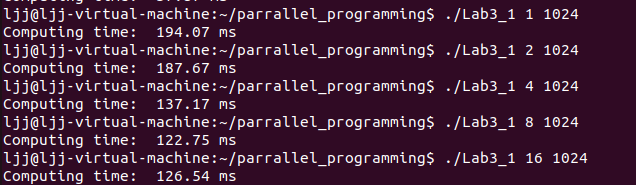 ljj@ljj-virtual-machine:~/parrallel_programming$ ./Lab3_1 1 1024
Computing time:  194.07 ms
ljj@ljj-virtual-machine:~/parrallel_programming$ ./Lab3_1 2 1024
Computing time:  187.67 ms
ljj@ljj-virtual-machine:~/parrallel_programming$ ./Lab3_1 4 1024
Computing time:  137.17 ms
ljj@ljj-virtual-machine:~/parrallel_programming$ ./Lab3_1 8 1024
Computing time:  122.75 ms
ljj@ljj-virtual-machine:~/parrallel_programming$ ./Lab3_1 16 1024
Computing time:  126.54 ms